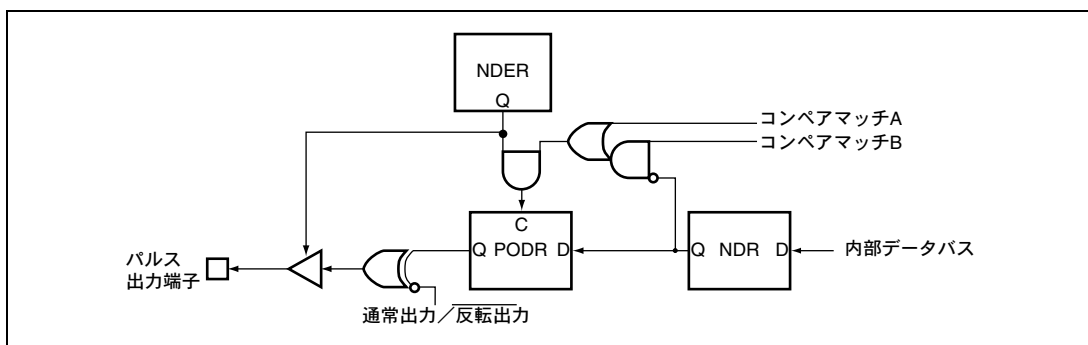 NDER
Q
コンペアマッチA
コンペアマッチB
C
Q PODR D
Q NDR D
内部データバス
パルス
出力端子
通常出力／反転出力